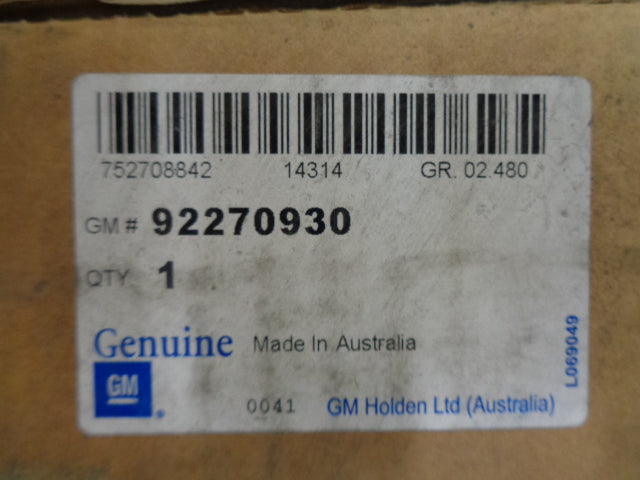 752708842 14314 GR. 02.480
GM # 92270930
QTY 1
Genuine Made In Australia
GM ®
0041 GM Holden Ltd (Australia)
L069049